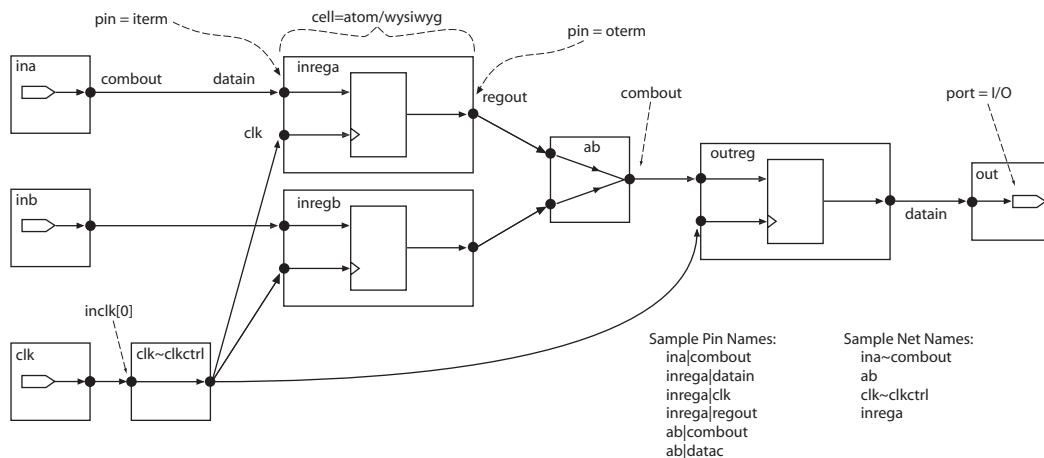 pin = iterm
cell=atom/wysiwyg
pin = oterm
ina
combout
datain
inrega
regout
combout
port = I/O
clk
ab
outreg
out
inb
inregb
datain
inclk[0]
clk
clk~clkctrl
Sample Pin Names:
ina|combout
inrega|datain
inrega|clk
inrega|regout
ab|combout
ab|datac
Sample Net Names:
ina~combout
ab
clk~clkctrl
inrega